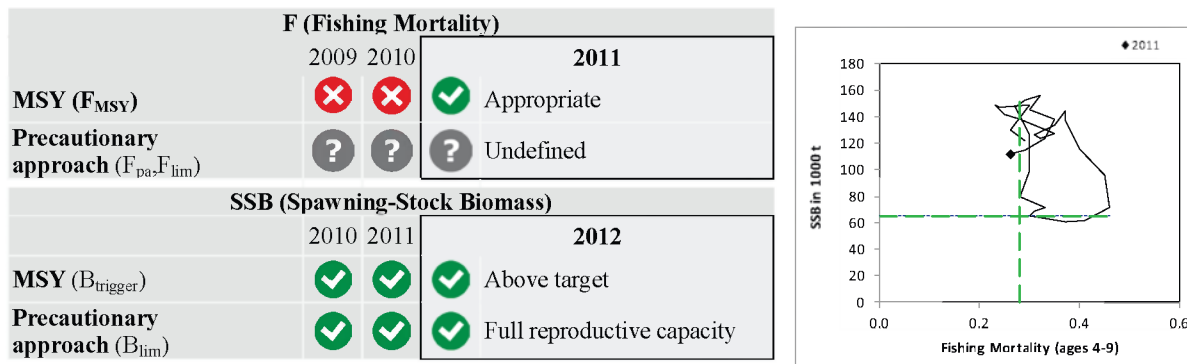 F (Fishing Mortality)
2009 2010 2011
MSY (FMSY) Appropriate
Precautionary
approach (Fpa,Flim) Undefined
SSB (Spawning-Stock Biomass)
2010 2011 2012
MSY (Btrigger) Above target
Precautionary
approach (Blim) Full reproductive capacity
2011
180
160
140
120
100
80
60
40
20
0
SSB in 1000 t
0.0 0.2 0.4 0.6
Fishing Mortality (ages 4-9)